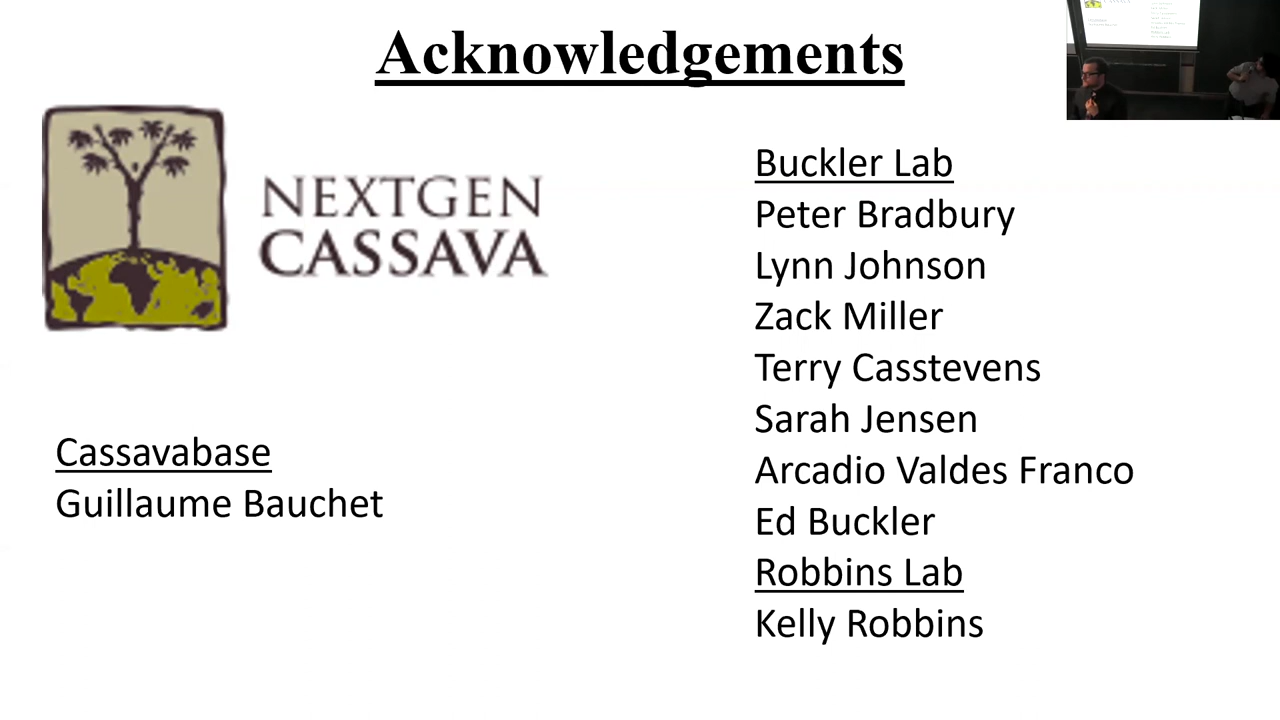 Acknowledgements
NEXTGEN
CASSAVA
Cassavabase
Guillaume Bauchet
Buckler Lab
Peter Bradbury
Lynn Johnson
Zack Miller
Terry Casstevens
Sarah Jensen
Arcadio Valdes Franco
Ed Buckler
Robbins Lab
Kelly Robbins